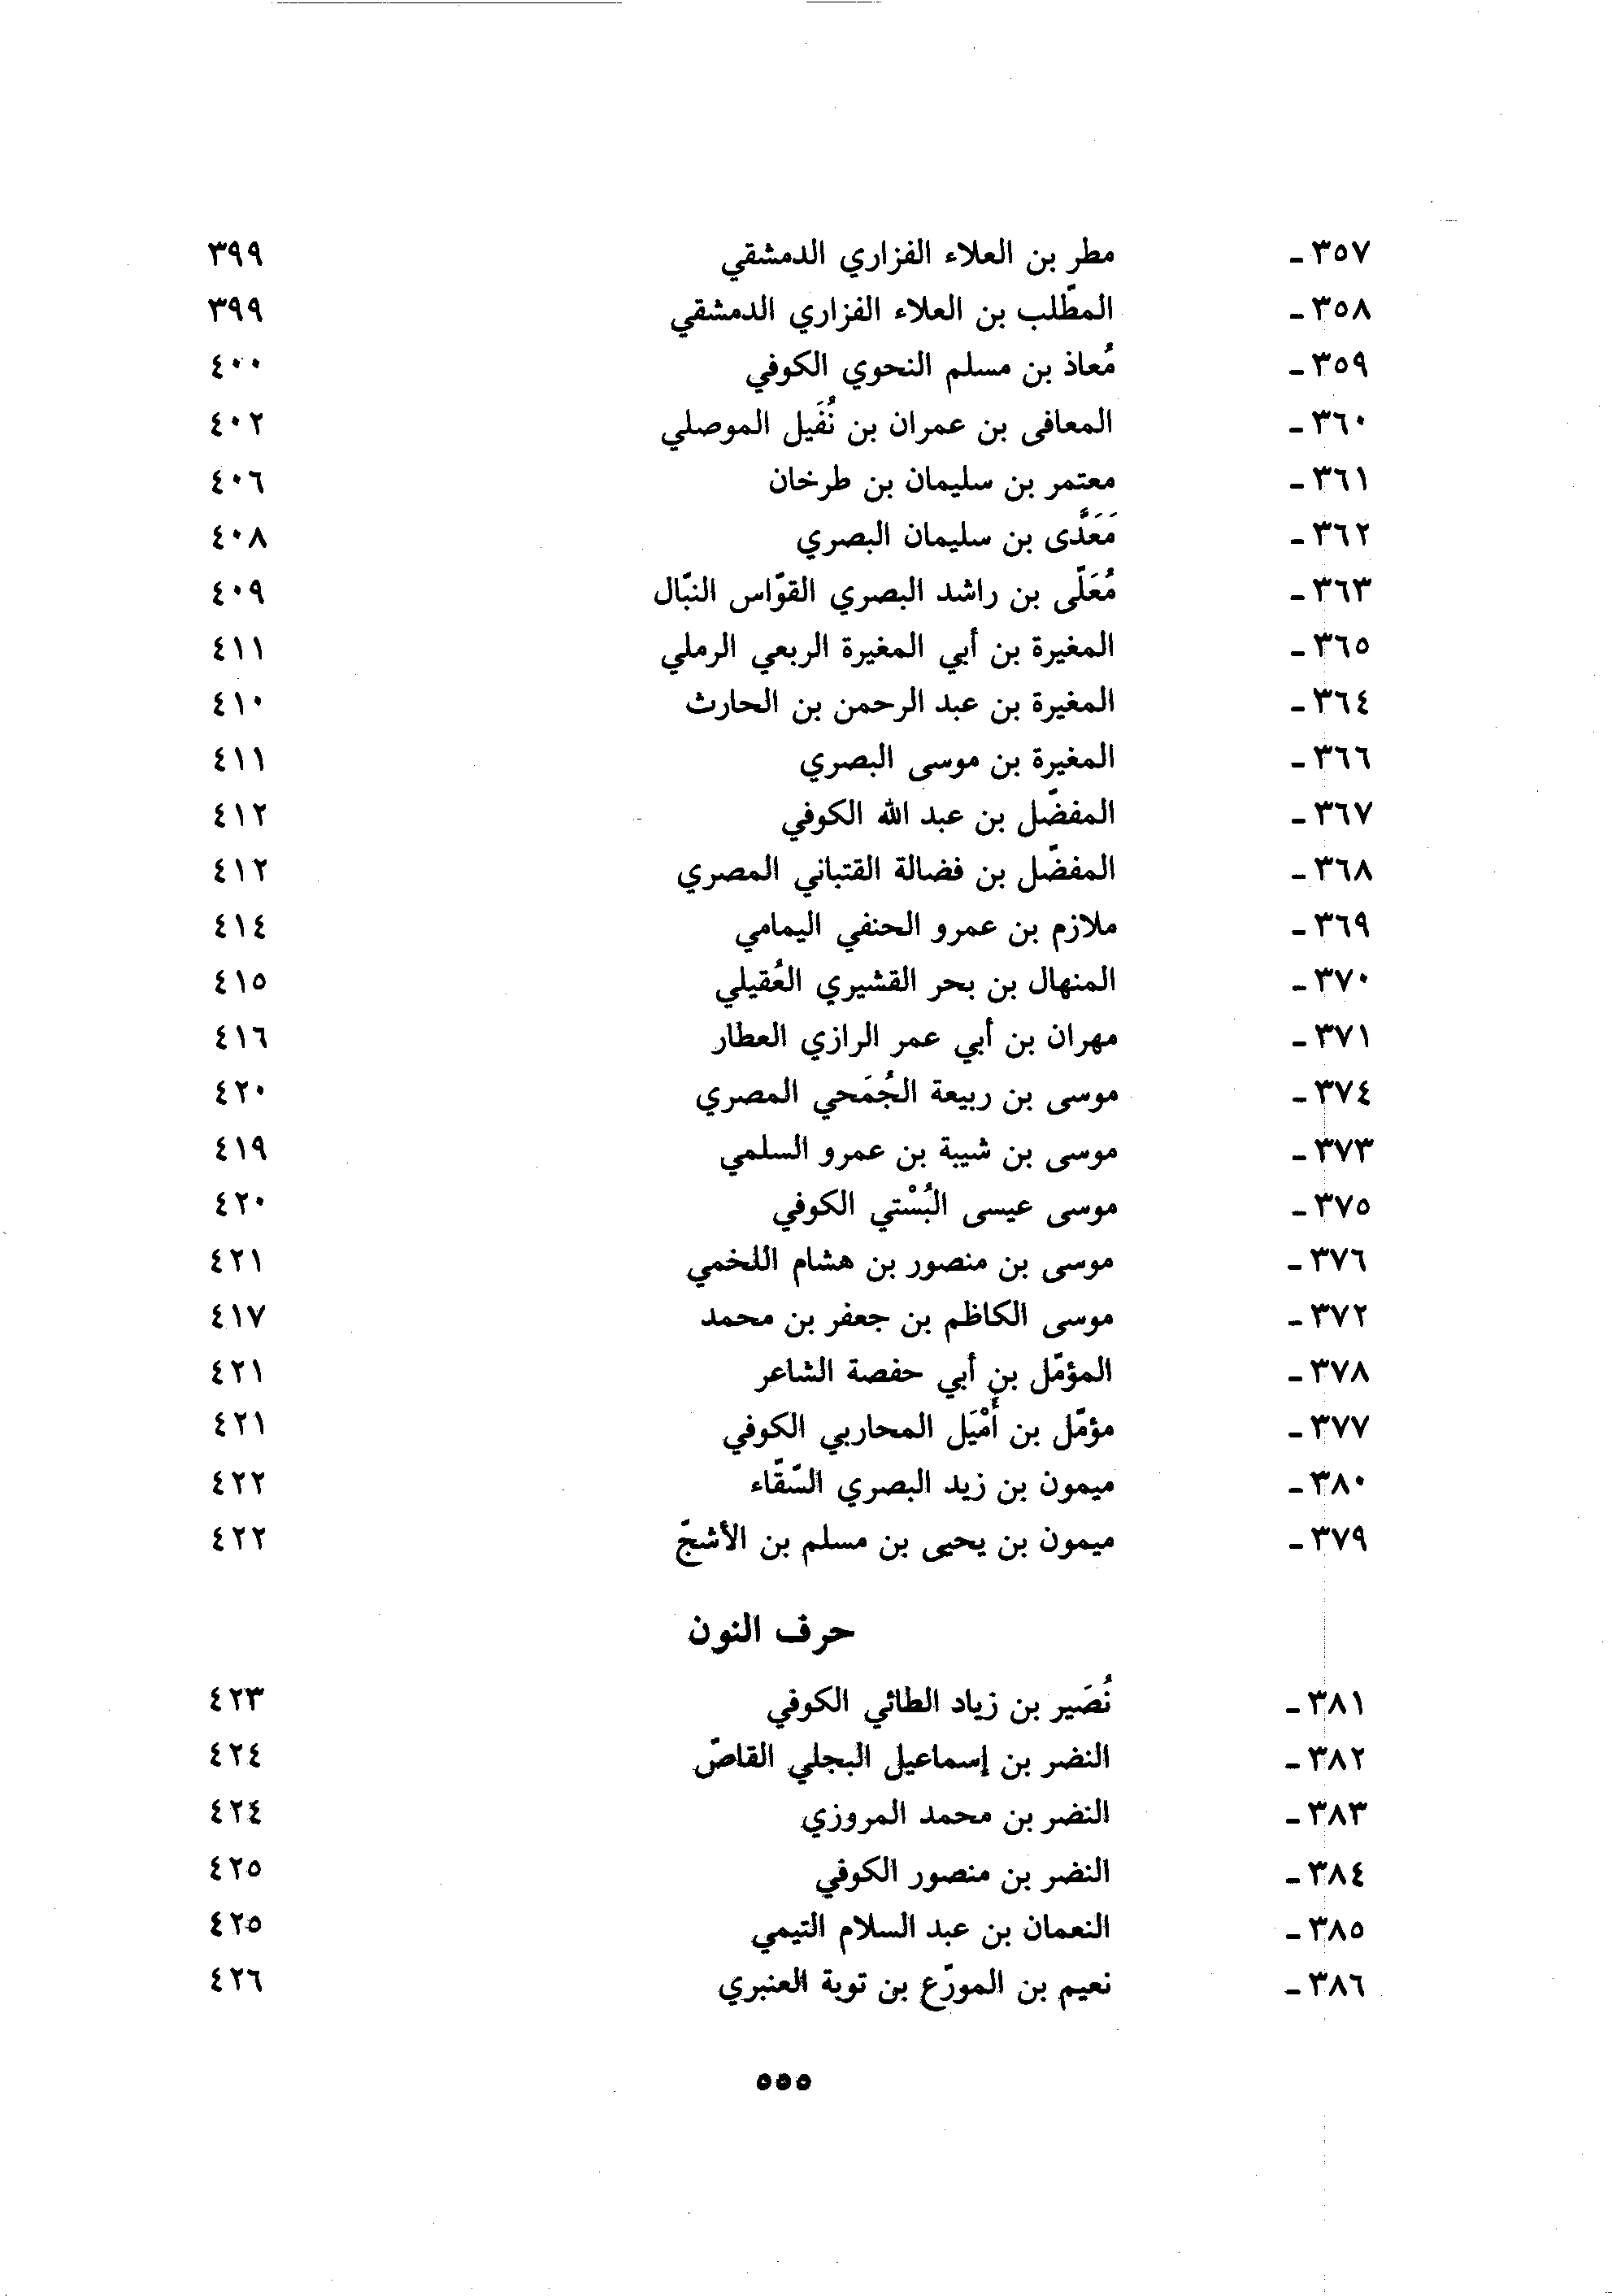 ٣٥٧ـ مطر بن العلاء الفزاري الدمشقي ٣٩٩
٣٥٨ـ المطّلب بن العلاء الفزاري الدمشقي ٣٩٩
٣٥٩ـ مُعاذ بن مسلم النحوي الكوفي ٤٠٠
٣٦٠ـ المعافى بن عمران بن نُفَيل الموصلي ٤٠٢
٣٦١ـ معتمر بن سليمان بن طرخان ٤٠٦
٣٦٢ـ مَعَدَّى بن سليمان البصري ٤٠٨
٣٦٣ـ مُعَلّى بن راشد البصري القوّاس النبّال ٤٠٩
٣٦٥ـ المغيرة بن أبي المغيرة الربعي الرملي ٤١١
٣٦٤ـ المغيرة بن عبد الرحمن بن الحارث ٤١٠
٣٦٦ـ المغيرة بن موسى البصري ٤١١
٣٦٧ـ المفضّل بن عبد الله الكوفي ٤١٢
٣٦٨ـ المفضّل بن فضالة القتباني المصري ٤١٢
٣٦٩ـ ملازم بن عمرو الحنفي اليمامي ٤١٤
٣٧٠ـ المنهال بن بحر القشيري العُقيلي ٤١٥
٣٧١ـ مهران بن أبي عمر الرازي العطار ٤١٦
٣٧٤ـ موسى بن ربيعة الجُمَحي المصري ٤٢٠
٣٧٣ـ موسى بن شيبة بن عمرو السلمي ٤١٩
٣٧٥ـ موسى عيسى البُسْتي الكوفي ٤٢٠
٣٧٦ـ موسى بن منصور بن هشام اللخمي ٤٢١
٣٧٢ـ موسى الكاظم بن جعفر بن محمد ٤١٧
٣٧٨ـ المؤمّل بن أبي حفصة الشاعر ٤٢١
٣٧٧ـ مؤمّل بن أُمْيَل المحاربي الكوفي ٤٢١
٣٨٠ـ ميمون بن زيد البصري السّقّاء ٤٢٢
٣٧٩ـ ميمون بن يحيى بن مسلم بن الأشجّ ٤٢٢
حرف النون
٣٨١ـ نُصَير بن زياد الطائي الكوفي ٤٢٣
٣٨٢ـ النضر بن إسماعيل البجلي القاصّ ٤٢٤
٣٨٣ـ النضر بن محمد المروزي ٤٢٤
٣٨٤ـ النضر بن منصور الكوفي ٤٢٥
٣٨٥ـ النعمان بن عبد السلام التيمي ٤٢٥
٣٨٦ـ نعيم بن المورّع بن توبة العنبري ٤٢٦
٥٥٥